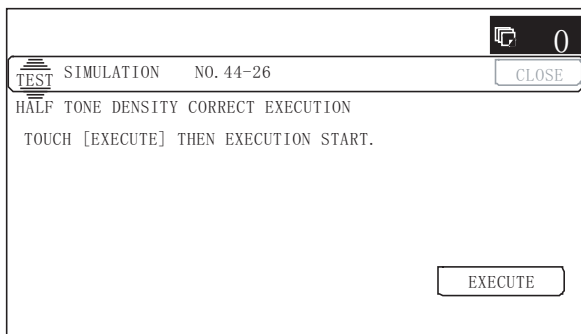 0
TEST SIMULATION NO.44-26 CLOSE
HALF TONE DENSITY CORRECT EXECUTION
TOUCH [EXECUTE] THEN EXECUTION START.
EXECUTE